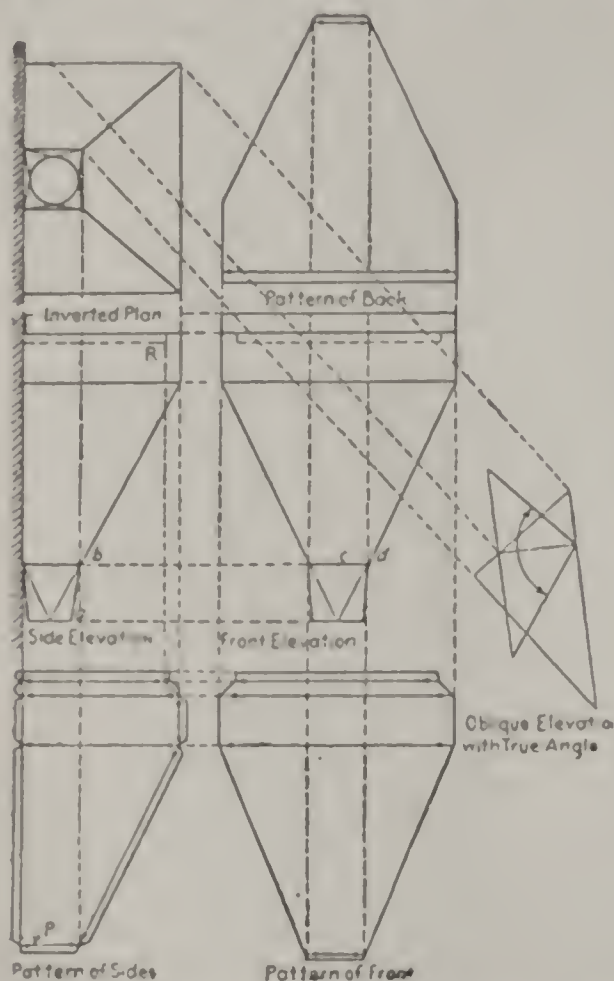 Inverted Plan
Pattern of Back
R
b
c d
Side Elevation
Front Elevation
Oblique Elevatio
with True Angle
P
Pattern of Sides
Pattern of Front